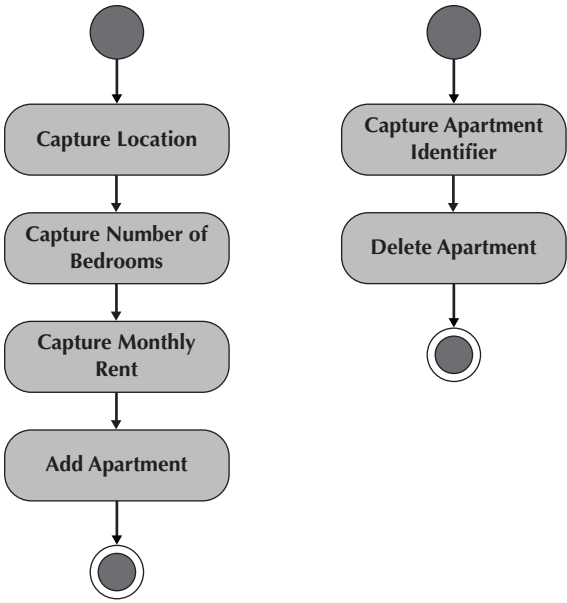 Capture Location
Capture Number of
Bedrooms
Capture Monthly
Rent
Add Apartment
Capture Apartment
Identifier
Delete Apartment